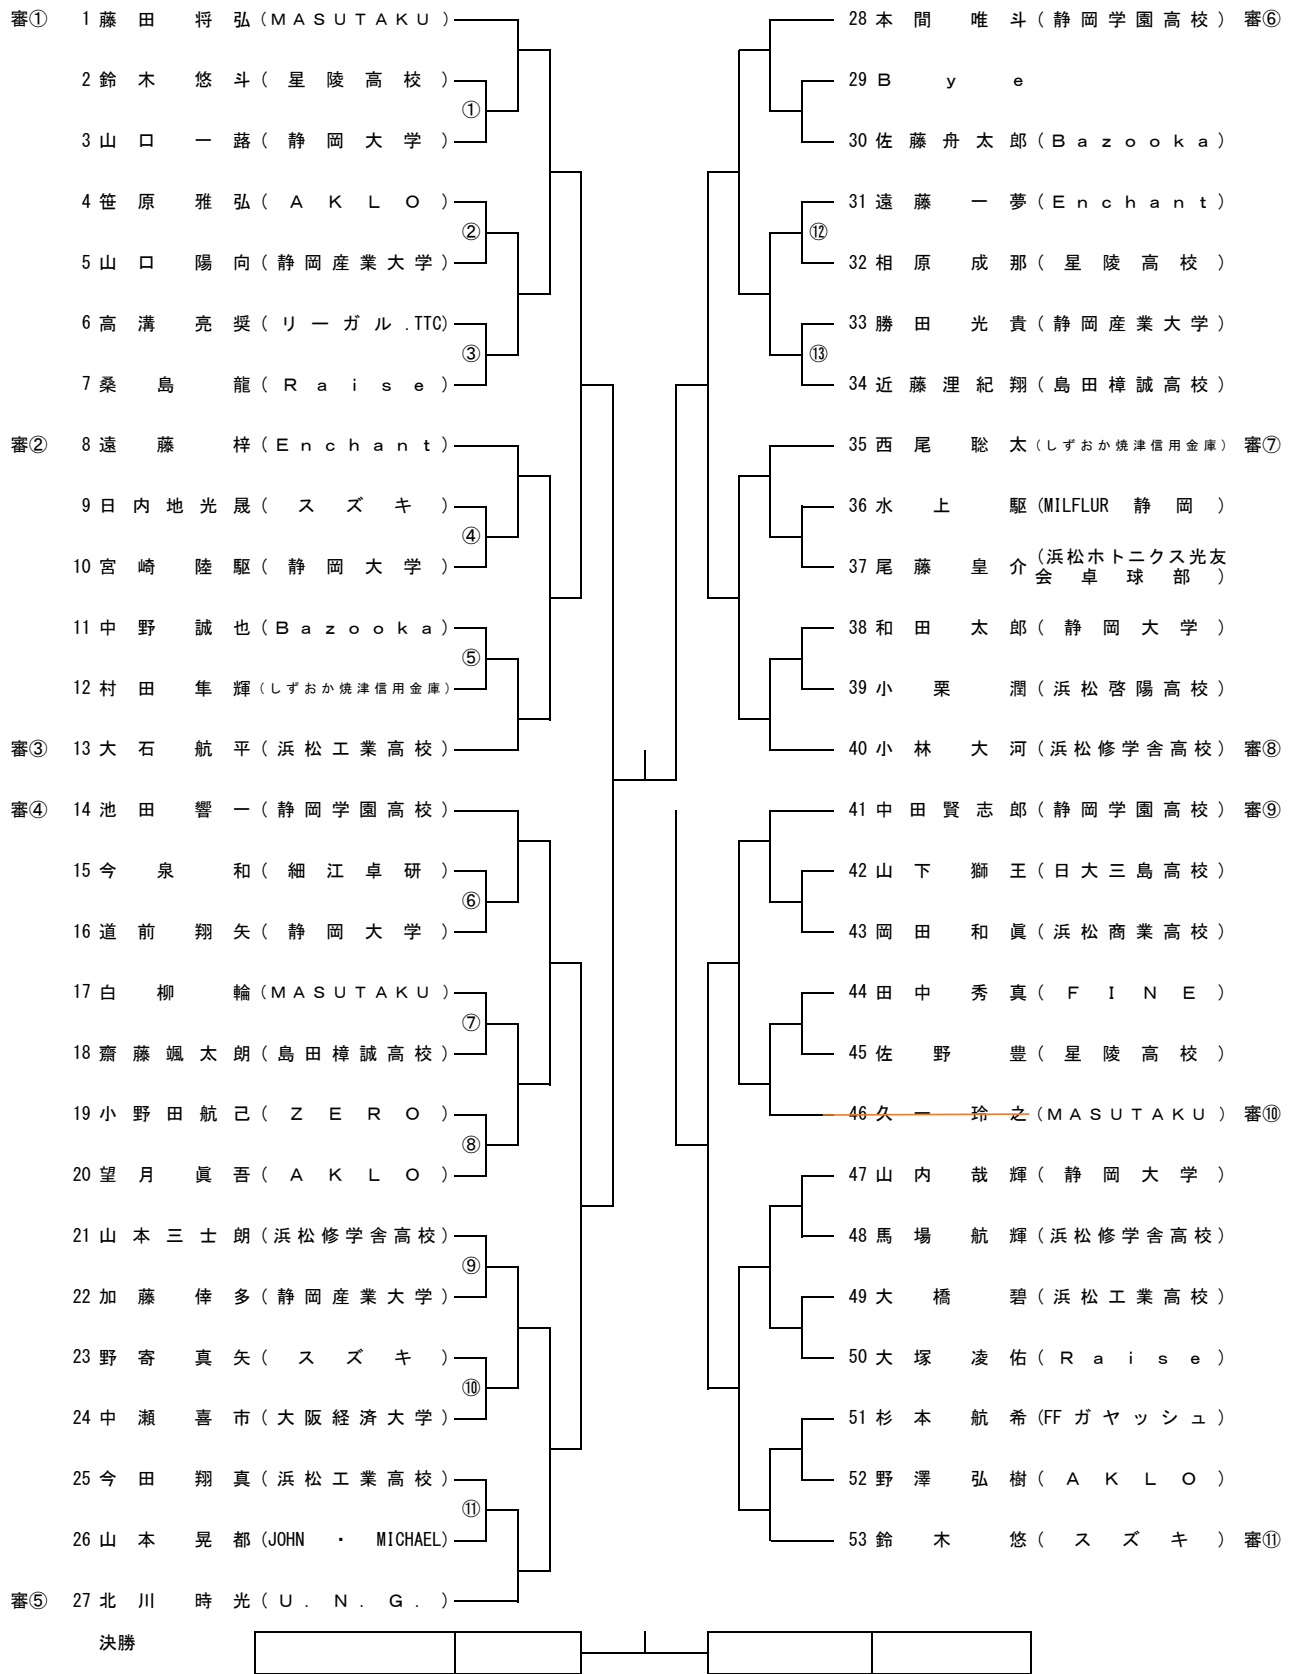 審① 1 藤田 将弘 (MASUTAKU)
2 鈴木 悠斗 (星陵高校)
①
3 山口 一蕗 (静岡大学)
4 笹原 雅弘 (AKLO)
②
5 山口 陽向 (静岡産業大学)
6 高溝 亮奨 (リーガル.TTC)
③
7 桑島 龍 (Raise)
審② 8 遠藤 梓 (Enchant)
9 日内地光晟 (スズキ)
④
10 宮崎 陸駆 (静岡大学)
11 中野 誠也 (Bazooka)
⑤
12 村田 隼輝 (しずおか焼津信用金庫)
審③ 13 大石 航平 (浜松工業高校)
審④ 14 池田 響一 (静岡学園高校)
15 今泉 和 (細江卓研)
⑥
16 道前 翔矢 (静岡大学)
17 白柳 輪 (MASUTAKU)
⑦
18 齋藤颯太朗 (島田樟誠高校)
19 小野田航己 (ZERO)
⑧
20 望月 眞吾 (AKLO)
21 山本三士朗 (浜松修学舎高校)
⑨
22 加藤 倖多 (静岡産業大学)
23 野寄 真矢 (スズキ)
⑩
24 中瀬 喜市 (大阪経済大学)
25 今田 翔真 (浜松工業高校)
⑪
26 山本 晃都 (JOHN・MICHAEL)
審⑤ 27 北川 時光 (U.N.G.)
28 本間 唯斗 (静岡学園高校) 審⑥
29 Bye
30 佐藤舟太郎 (Bazooka)
31 遠藤 一夢 (Enchant)
⑫
32 相原 成那 (星陵高校)
33 勝田 光貴 (静岡産業大学)
⑬
34 近藤浬紀翔 (島田樟誠高校)
35 西尾 聡太 (しずおか焼津信用金庫) 審⑦
36 水上 駆 (MILFLUR 静岡)
37 尾藤 皇介 (浜松ホトニクス光友
会卓球部)
38 和田 太郎 (静岡大学)
39 小栗 潤 (浜松啓陽高校)
40 小林 大河 (浜松修学舎高校) 審⑧
41 中田賢志郎 (静岡学園高校) 審⑨
42 山下 獅王 (日大三島高校)
43 岡田 和眞 (浜松商業高校)
44 田中 秀真 (FINE)
45 佐野 豊 (星陵高校)
46 久一 玲之 (MASUTAKU) 審⑩
47 山内 哉輝 (静岡大学)
48 馬場 航輝 (浜松修学舎高校)
49 大橋 碧 (浜松工業高校)
50 大塚 凌佑 (Raise)
51 杉本 航希 (FFガヤッシュ)
52 野澤 弘樹 (AKLO)
53 鈴木 悠 (スズキ) 審⑪
決勝